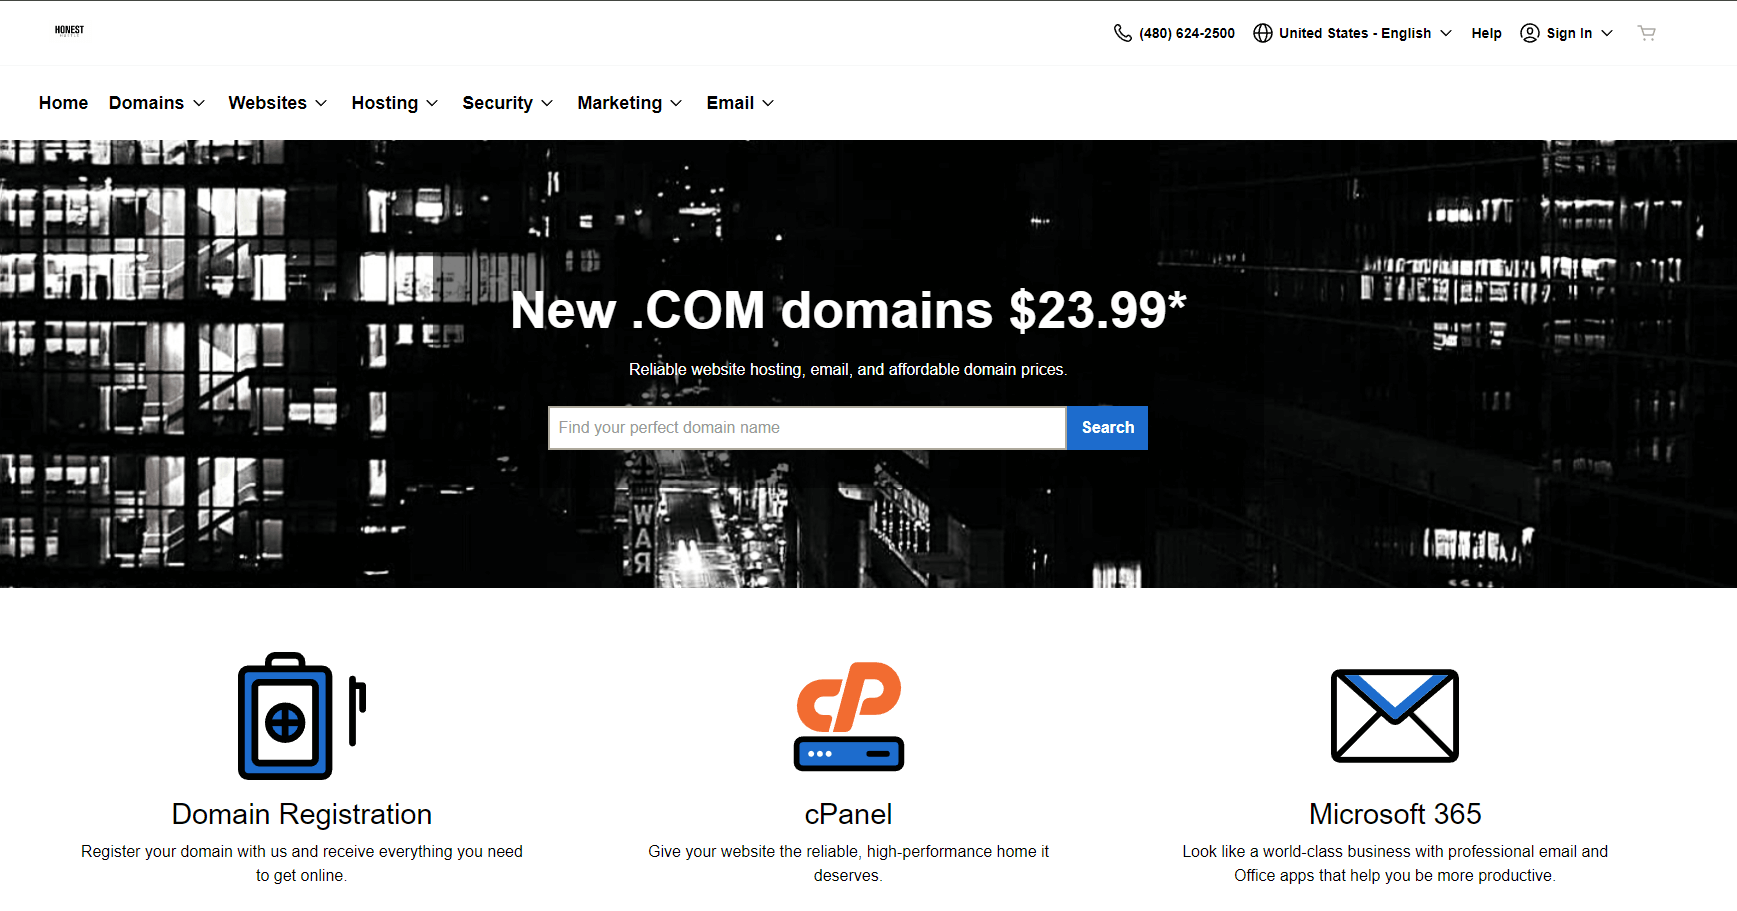 HONEST
(480) 624-2500 United States - English Help Sign In
Home Domains Websites Hosting Security Marketing Email
New .COM domains $23.99*
Reliable website hosting, email, and affordable domain prices.
Find your perfect domain name Search
WAR
Domain Registration
Register your domain with us and receive everything you need
to get online.
cPanel
Give your website the reliable, high-performance home it
deserves.
Microsoft 365
Look like a world-class business with professional email and
Office apps that help you be more productive.